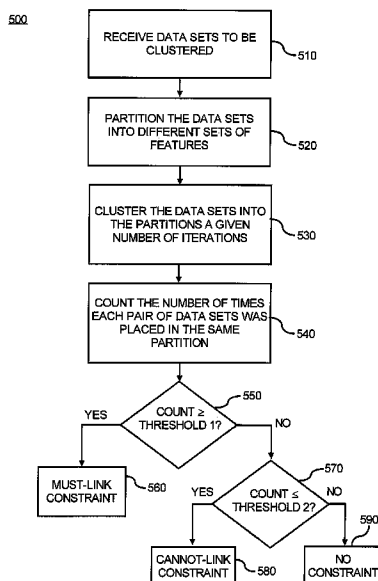 500
RECEIVE DATA SETS TO BE
CLUSTERED
510
PARTITION THE DATA SETS
INTO DIFFERENT SETS OF
FEATURES
520
CLUSTER THE DATA SETS INTO
THE PARTITIONS A GIVEN
NUMBER OF ITERATIONS
530
COUNT THE NUMBER OF TIMES
EACH PAIR OF DATA SETS WAS
PLACED IN THE SAME
PARTITION
540
550
YES
COUNT ≥
THRESHOLD 1?
NO
MUST-LINK
CONSTRAINT
560
570
YES
COUNT ≤
THRESHOLD 2?
NO
590
CANNOT-LINK
CONSTRAINT
580
NO
CONSTRAINT